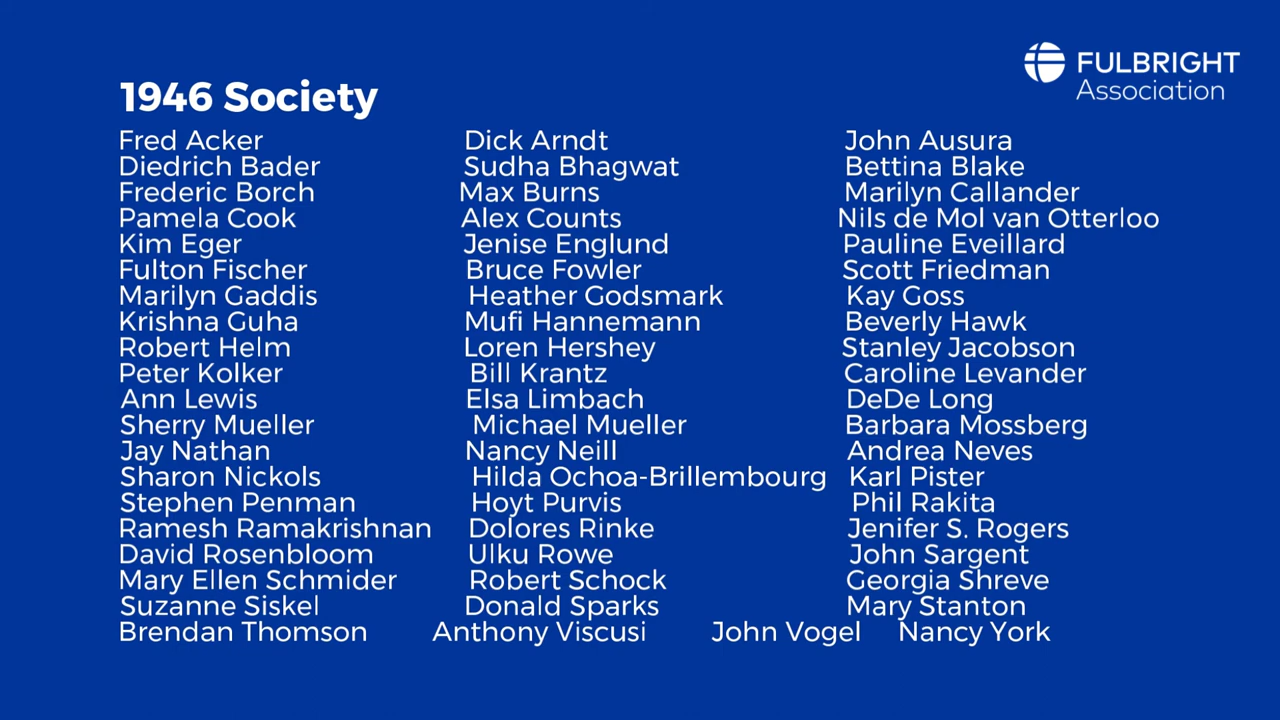 FULBRIGHT
Association
1946 Society
Fred Acker Dick Arndt John Ausura
Diedrich Bader Sudha Bhagwat Bettina Blake
Frederic Borch Max Burns Marilyn Callander
Pamela Cook Alex Counts Nils de Mol van Otterloo
Kim Eger Jenise Englund Pauline Eveillard
Fulton Fischer Bruce Fowler Scott Friedman
Marilyn Gaddis Heather Godsmark Kay Goss
Krishna Guha Mufi Hannemann Beverly Hawk
Robert Helm Loren Hershey Stanley Jacobson
Peter Kolker Bill Krantz Caroline Levander
Ann Lewis Elsa Limbach DeDe Long
Sherry Mueller Michael Mueller Barbara Mossberg
Jay Nathan Nancy Neill Andrea Neves
Sharon Nickols Hilda Ochoa-Brillembourg Karl Pister
Stephen Penman Hoyt Purvis Phil Rakita
Ramesh Ramakrishnan Dolores Rinke Jenifer S. Rogers
David Rosenbloom Ulku Rowe John Sargent
Mary Ellen Schmider Robert Schock Georgia Shreve
Suzanne Siskel Donald Sparks Mary Stanton
Brendan Thomson Anthony Viscusi John Vogel Nancy York